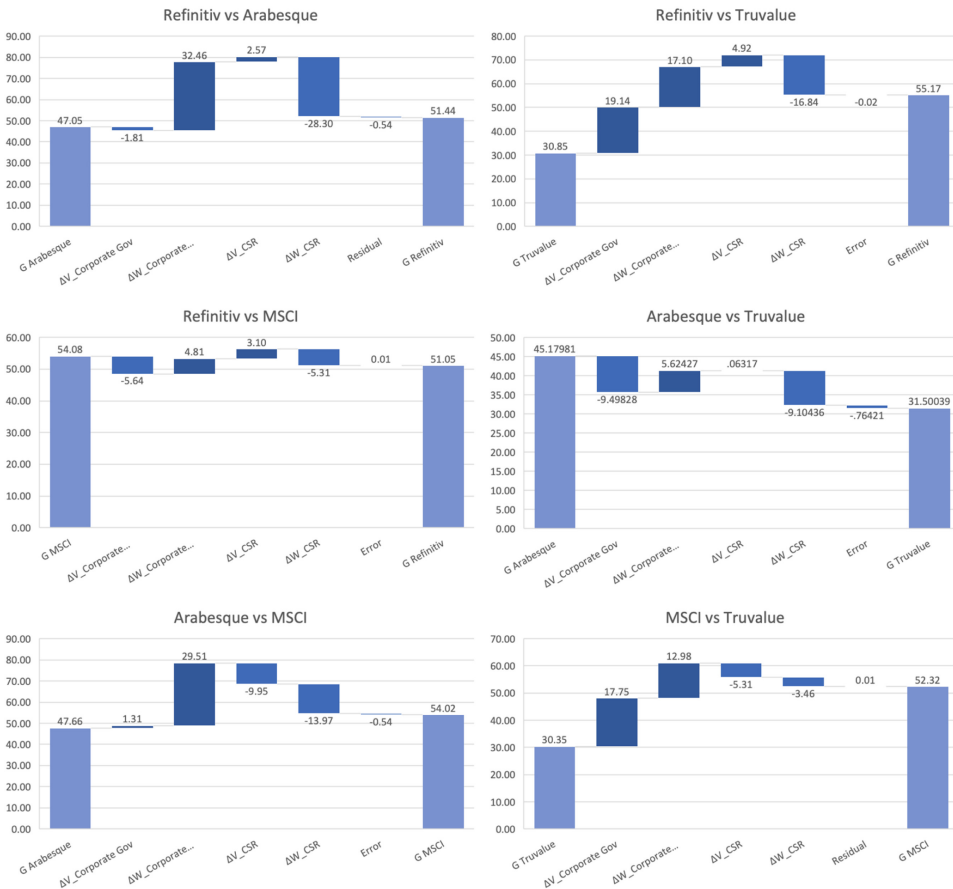 Refinitiv vs Arabesque
90.00
80.00
70.00
60.00
50.00
40.00
30.00
20.00
10.00
0.00
47.05
-1.81
32.46
2.57
-28.30
-0.54
51.44
G Arabesque
ΔV_Corporate Gov
ΔW_Corporate...
ΔV_CSR
ΔW_CSR
Residual
G Refinitiv
Refinitiv vs Truvalue
80.00
70.00
60.00
50.00
40.00
30.00
20.00
10.00
0.00
30.85
19.14
17.10
4.92
-16.84
-0.02
55.17
G Truvalue
ΔV_Corporate Gov
ΔW_Corporate...
ΔV_CSR
ΔW_CSR
Error
G Refinitiv
Refinitiv vs MSCI
60.00
50.00
40.00
30.00
20.00
10.00
0.00
54.08
-5.64
4.81
3.10
-5.31
0.01
51.05
G MSCI
ΔV_Corporate...
ΔW_Corporate...
ΔV_CSR
ΔW_CSR
Error
G Refinitiv
Arabesque vs Truvalue
50.00
45.00
40.00
35.00
30.00
25.00
20.00
15.00
10.00
5.00
0.00
45.17981
-9.49828
5.62427
.06317
-9.10436
-.76421
31.50039
G Arabesque
ΔV_Corporate Gov
ΔW_Corporate...
ΔV_CSR
ΔW_CSR
Error
G Truvalue
Arabesque vs MSCI
90.00
80.00
70.00
60.00
50.00
40.00
30.00
20.00
10.00
0.00
47.66
1.31
29.51
-9.95
-13.97
-0.54
54.02
G Arabesque
ΔV_Corporate Gov
ΔW_Corporate...
ΔV_CSR
ΔW_CSR
Error
G MSCI
MSCI vs Truvalue
70.00
60.00
50.00
40.00
30.00
20.00
10.00
0.00
30.35
17.75
12.98
-5.31
-3.46
0.01
52.32
G Truvalue
ΔV_Corporate Gov
ΔW_Corporate...
ΔV_CSR
ΔW_CSR
Residual
G MSCI